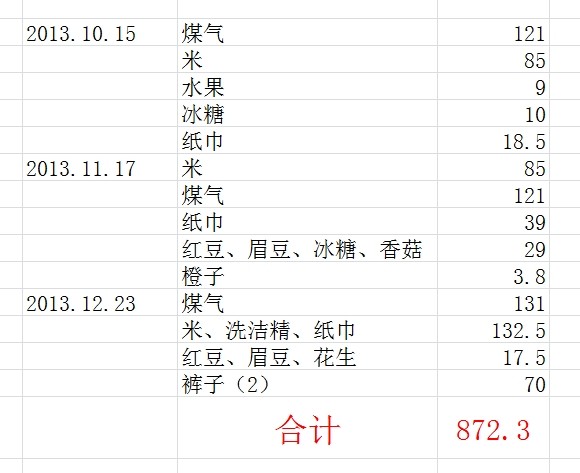 2013.10.15 煤气 121
米 85
水果 9
冰糖 10
纸巾 18.5
2013.11.17 米 85
煤气 121
纸巾 39
红豆、眉豆、冰糖、香菇 29
橙子 3.8
2013.12.23 煤气 131
米、洗洁精、纸巾 132.5
红豆、眉豆、花生 17.5
裤子（2） 70
合计 872.3